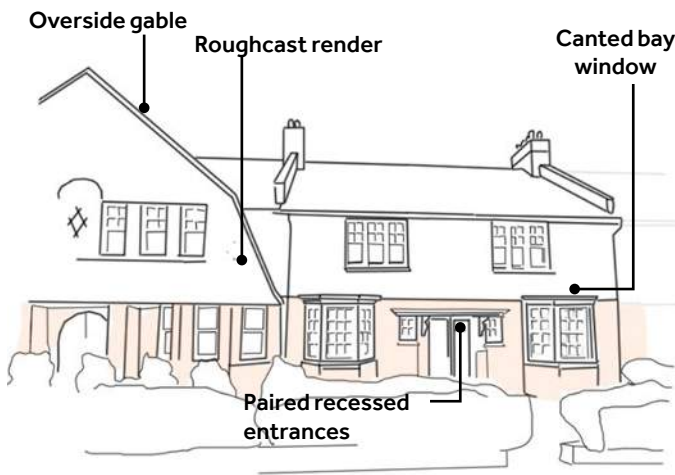 Overside gable
Roughcast render
Canted bay
window
Paired recessed
entrances